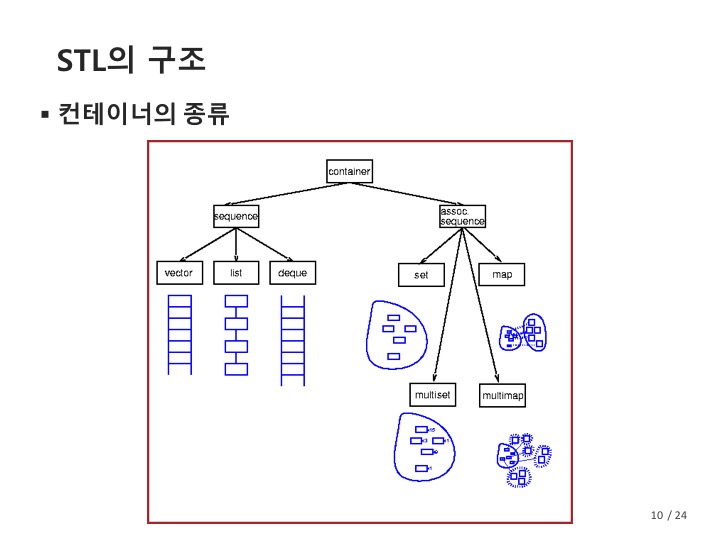 STL의 구조
▪ 컨테이너의 종류
container
sequence
assoc.
sequence
vector
list
deque
set
map
multiset
multimap
10 / 24